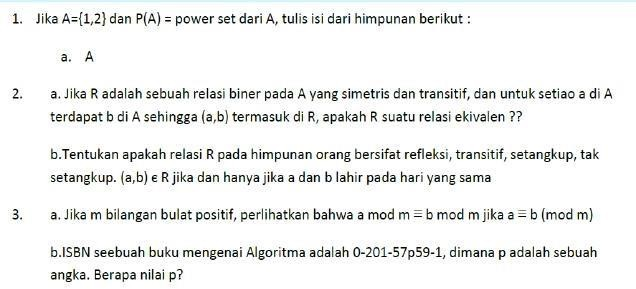 1. Jika A={1,2} dan P(A) = power set dari A, tulis isi dari himpunan berikut :
a. A
2. a. Jika R adalah sebuah relasi biner pada A yang simetris dan transitif, dan untuk setiao a di A
terdapat b di A sehingga (a,b) termasuk di R, apakah R suatu relasi ekivalen ??
b.Tentukan apakah relasi R pada himpunan orang bersifat refleksi, transitif, setangkup, tak
setangkup. (a,b) є R jika dan hanya jika a dan b lahir pada hari yang sama
3. a. Jika m bilangan bulat positif, perlihatkan bahwa a mod m ≡ b mod m jika a ≡ b (mod m)
b.ISBN seebuah buku mengenai Algoritma adalah 0-201-57p59-1, dimana p adalah sebuah
angka. Berapa nilai p?